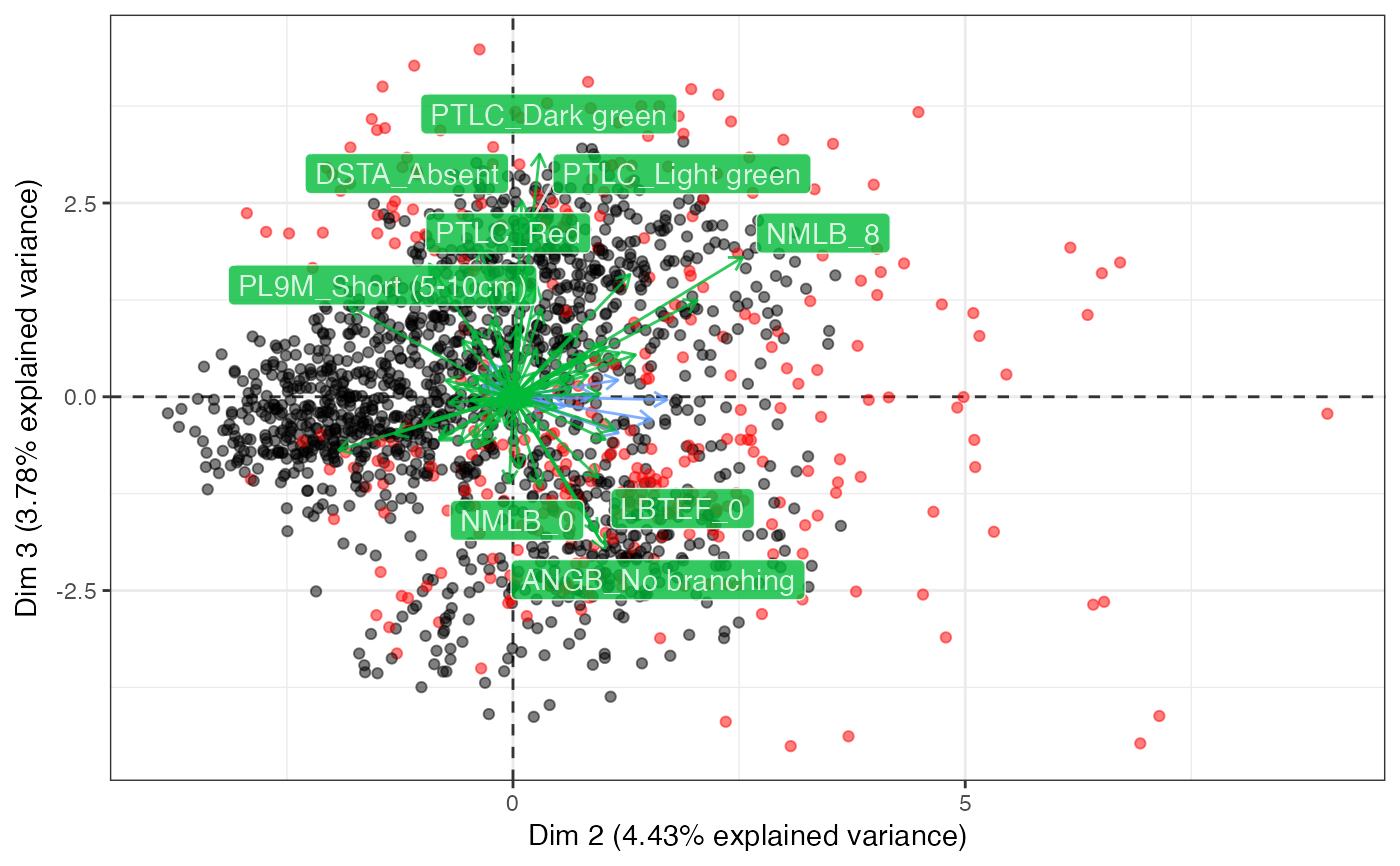 PTLC_Dark green
DSTA_Absent
PTLC_Light green
2.5
PTLC_Red
NMLB_8
PL9M_Short (5-10cm)
0.0
NMLB_0
LBTEF_0
ANGB_No branching
-2.5
0
5
Dim 2 (4.43% explained variance)
Dim 3 (3.78% explained variance)